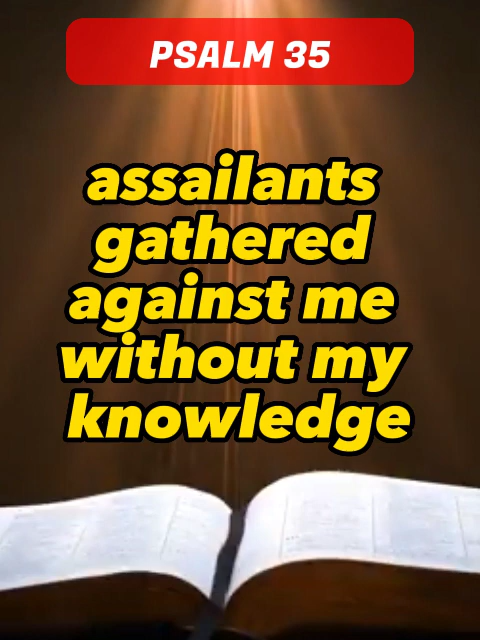 PSALM 35
assailants
gathered
against me
without my
knowledge